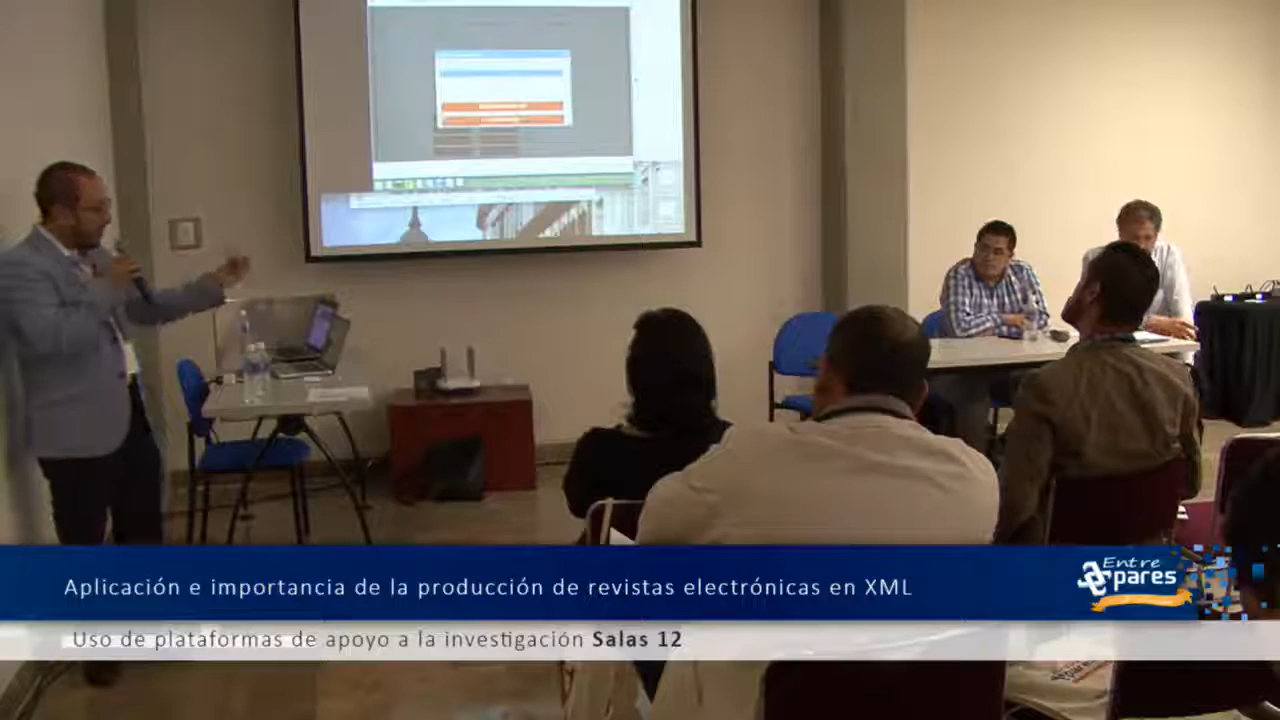 Aplicación e importancia de la producción de revistas electrónicas en XML
Entre
pares
Uso de plataformas de apoyo a la investigación Salas 12